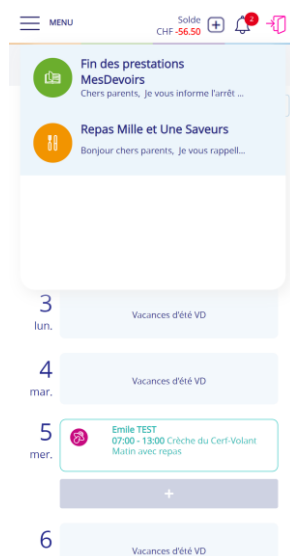 MENU
Solde
CHF -56.50
2
Fin des prestations
MesDevoirs
Chers parents, Je vous informe l'arrêt ...
Repas Mille et Une Saveurs
Bonjour chers parents, Je vous rappell...
3
lun.
Vacances d'été VD
4
mar.
Vacances d'été VD
5
mer.
Emile TEST
07:00 - 13:00 Crèche du Cerf-Volant
Matin avec repas
+
6
Vacances d'été VD